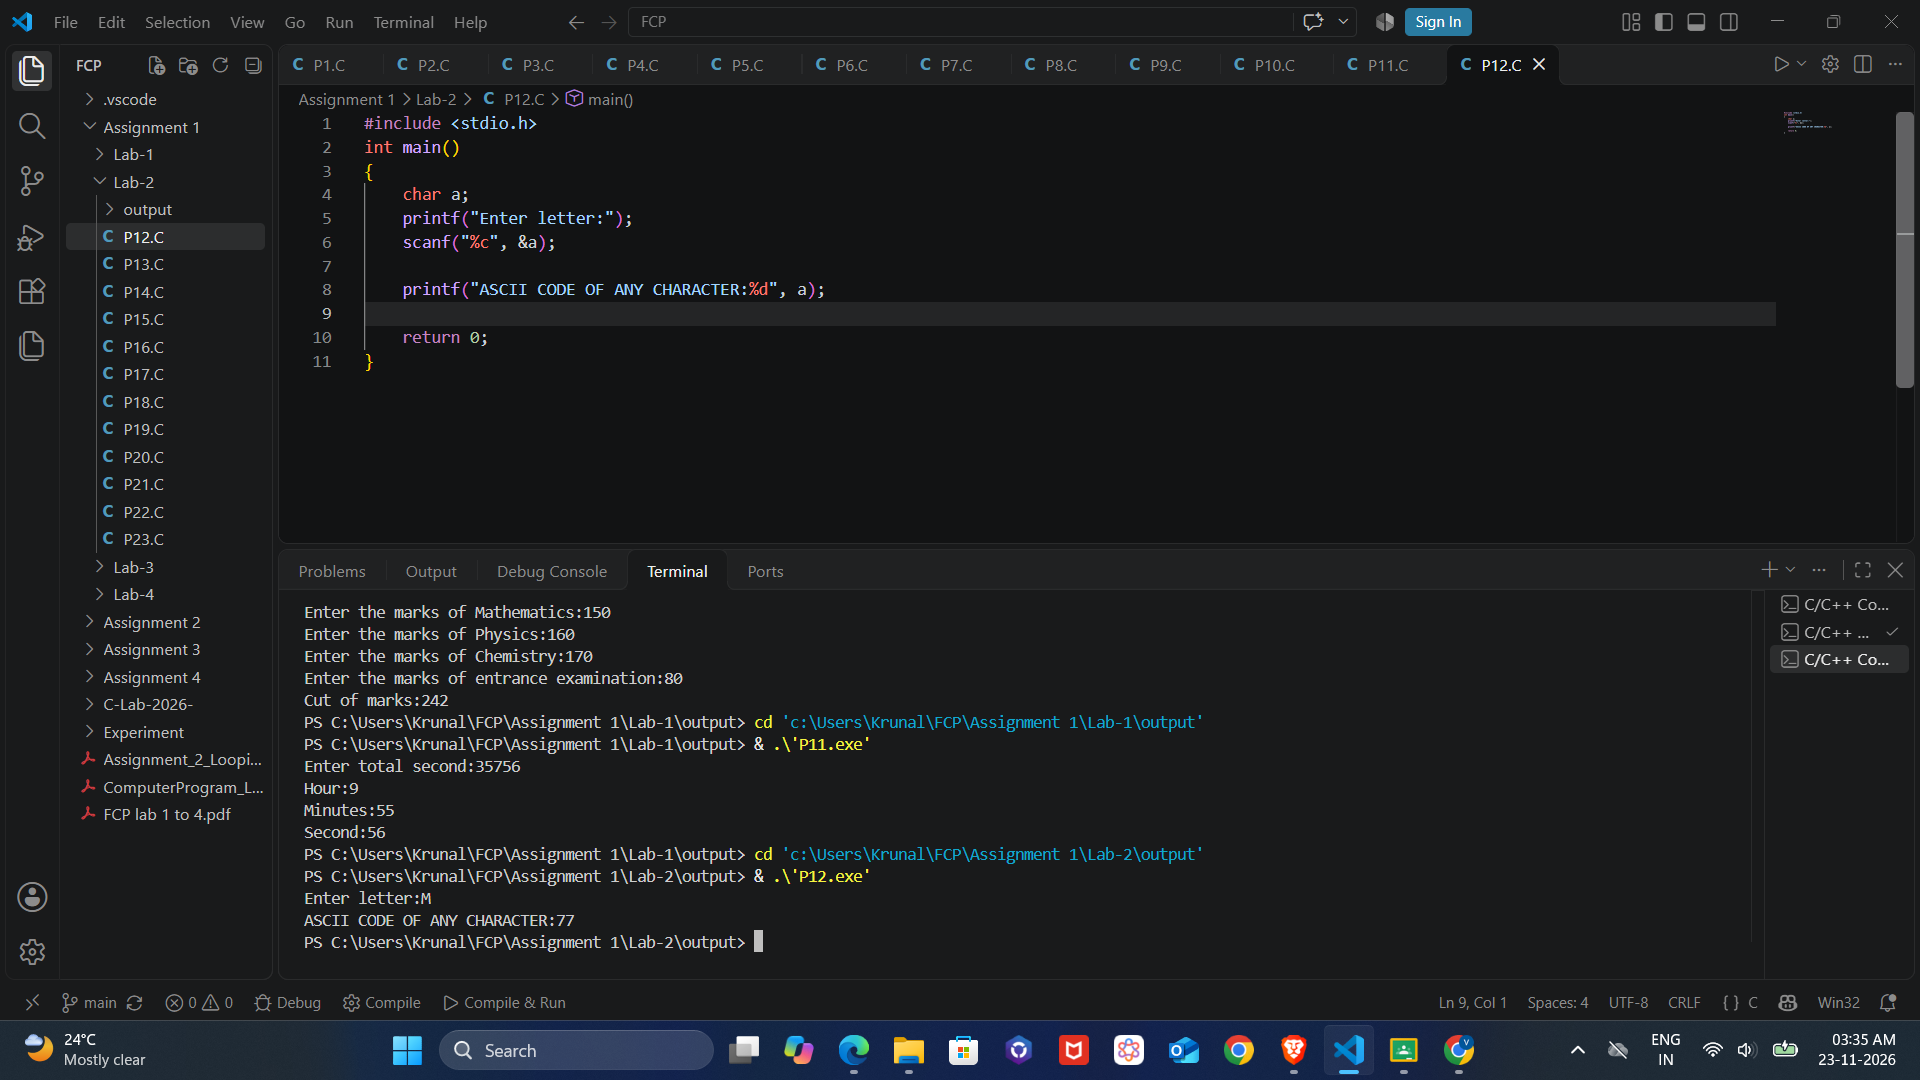 File Edit Selection View Go Run Terminal Help FCP Sign In
FCP
C P1.C C P2.C C P3.C C P4.C C P5.C C P6.C C P7.C C P8.C C P9.C C P10.C C P11.C C P12.C
Assignment 1 > Lab-2 > C P12.C > main()
.vscode
Assignment 1
Lab-1
Lab-2
output
C P12.C
C P13.C
C P14.C
C P15.C
C P16.C
C P17.C
C P18.C
C P19.C
C P20.C
C P21.C
C P22.C
C P23.C
Lab-3
Lab-4
Assignment 2
Assignment 3
Assignment 4
C-Lab-2026-
Experiment
Assignment_2_Loopi...
ComputerProgram_L...
FCP lab 1 to 4.pdf
1 #include <stdio.h>
2 int main()
3 {
4 char a;
5 printf("Enter letter:");
6 scanf("%c", &a);
7
8 printf("ASCII CODE OF ANY CHARACTER:%d", a);
9
10 return 0;
11 }
Problems Output Debug Console Terminal Ports
Enter the marks of Mathematics:150
Enter the marks of Physics:160
Enter the marks of Chemistry:170
Enter the marks of entrance examination:80
Cut of marks:242
PS C:\Users\Krunal\FCP\Assignment 1\Lab-1\output> cd 'c:\Users\Krunal\FCP\Assignment 1\Lab-1\output'
PS C:\Users\Krunal\FCP\Assignment 1\Lab-1\output> & .\'P11.exe'
Enter total second:35756
Hour:9
Minutes:55
Second:56
PS C:\Users\Krunal\FCP\Assignment 1\Lab-1\output> cd 'c:\Users\Krunal\FCP\Assignment 1\Lab-2\output'
PS C:\Users\Krunal\FCP\Assignment 1\Lab-2\output> & .\'P12.exe'
Enter letter:M
ASCII CODE OF ANY CHARACTER:77
PS C:\Users\Krunal\FCP\Assignment 1\Lab-2\output>
C/C++ Co...
C/C++ ...
C/C++ Co...
main 0 0 Debug Compile Compile & Run Ln 9, Col 1 Spaces: 4 UTF-8 CRLF { } C Win32
24°C
Mostly clear
Search
ENG
IN
03:35 AM
23-11-2026